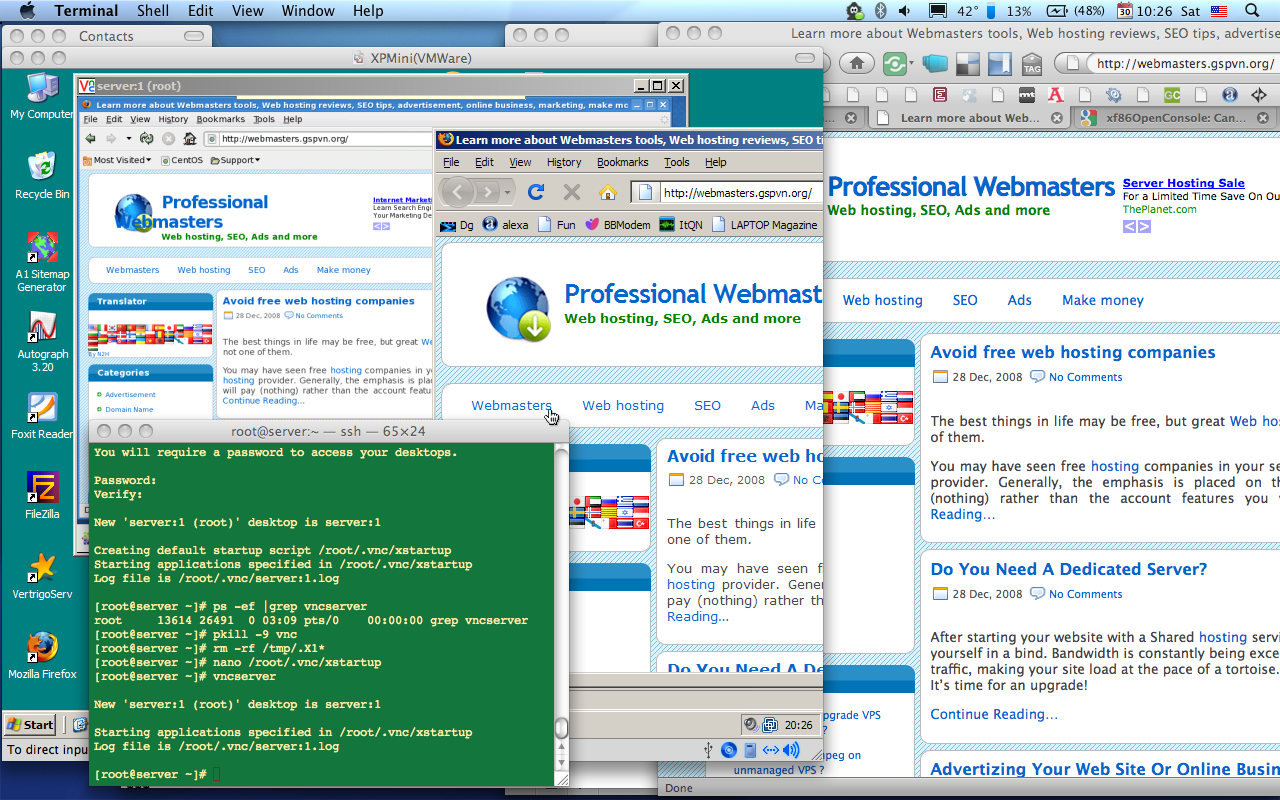 Terminal Shell Edit View Window Help
42° 13% (48%) 30 10:26 Sat
Contacts
XPMini(VMWare)
My Computer
Recycle Bin
A1 Sitemap
Generator
Autograph
3.20
Foxit Reader
FileZilla
VertrigoServ
Mozilla Firefox
Start
To direct inpu
20:26
server:1 (root)
Learn more about Webmasters tools, Web hosting reviews, SEO tips, advertisement, online business, marketing, make mc
File Edit View History Bookmarks Tools Help
http://webmasters.gspvn.org/
Most Visited CentOS Support
Professional
Webmasters
Web hosting, SEO, Ads and more
Internet Market
Learn Search Engi
Your Marketing De
Webmasters Web hosting SEO Ads Make money
Translator
By N2H
Categories
Advertisement
Domain Name
Avoid free web hosting companies
28 Dec, 2008 No Comments
The best things in life may be free, but great We
not one of them.
You may have seen free hosting companies in yo
hosting provider. Generally, the emphasis is plac
will pay (nothing) rather than the account featur
Continue Reading...
Learn more about Webmasters tools, Web hosting reviews, SEO ti
File Edit View History Bookmarks Tools Help
http://webmasters.gspvn.org/
Dg alexa Fun BBModem ItQN LAPTOP Magazine
Professional Webmast
Web hosting, SEO, Ads and more
Webmasters Web hosting SEO Ads Ma
Avoid free web ho
28 Dec, 2008 No C
The best things in life
one of them.
You may have seen f
hosting provider. Gener
pay (nothing) rather tha
Reading...
Do You Need A De
root@server:~ — ssh — 65×24
You will require a password to access your desktops.
Password:
Verify:
New 'server:1 (root)' desktop is server:1
Creating default startup script /root/.vnc/xstartup
Starting applications specified in /root/.vnc/xstartup
Log file is /root/.vnc/server:1.log
[root@server ~]# ps -ef |grep vncserver
root 13614 26491 0 03:09 pts/0 00:00:00 grep vncserver
[root@server ~]# pkill -9 vnc
[root@server ~]# rm -rf /tmp/.X1*
[root@server ~]# nano /root/.vnc/xstartup
[root@server ~]# vncserver
New 'server:1 (root)' desktop is server:1
Starting applications specified in /root/.vnc/xstartup
Log file is /root/.vnc/server:1.log
[root@server ~]#
Learn more about Webmasters tools, Web hosting reviews, SEO tips, advertise
http://webmasters.gspvn.org/
TAG
Learn more about Web... xf86OpenConsole: Can...
Professional Webmasters
Web hosting, SEO, Ads and more
Server Hosting Sale
For a Limited Time Save On Ou
ThePlanet.com
Web hosting SEO Ads Make money
Avoid free web hosting companies
28 Dec, 2008 No Comments
The best things in life may be free, but great Web ho
of them.
You may have seen free hosting companies in your se
provider. Generally, the emphasis is placed on th
(nothing) rather than the account features you
Reading...
Do You Need A Dedicated Server?
28 Dec, 2008 No Comments
After starting your website with a Shared hosting servi
yourself in a bind. Bandwidth is constantly being exce
traffic, making your site load at the pace of a tortoise.
It's time for an upgrade!
Continue Reading...
Advertizing Your Web Site Or Online Busin
pgrade VPS
peg on
unmanaged VPS ?
Done